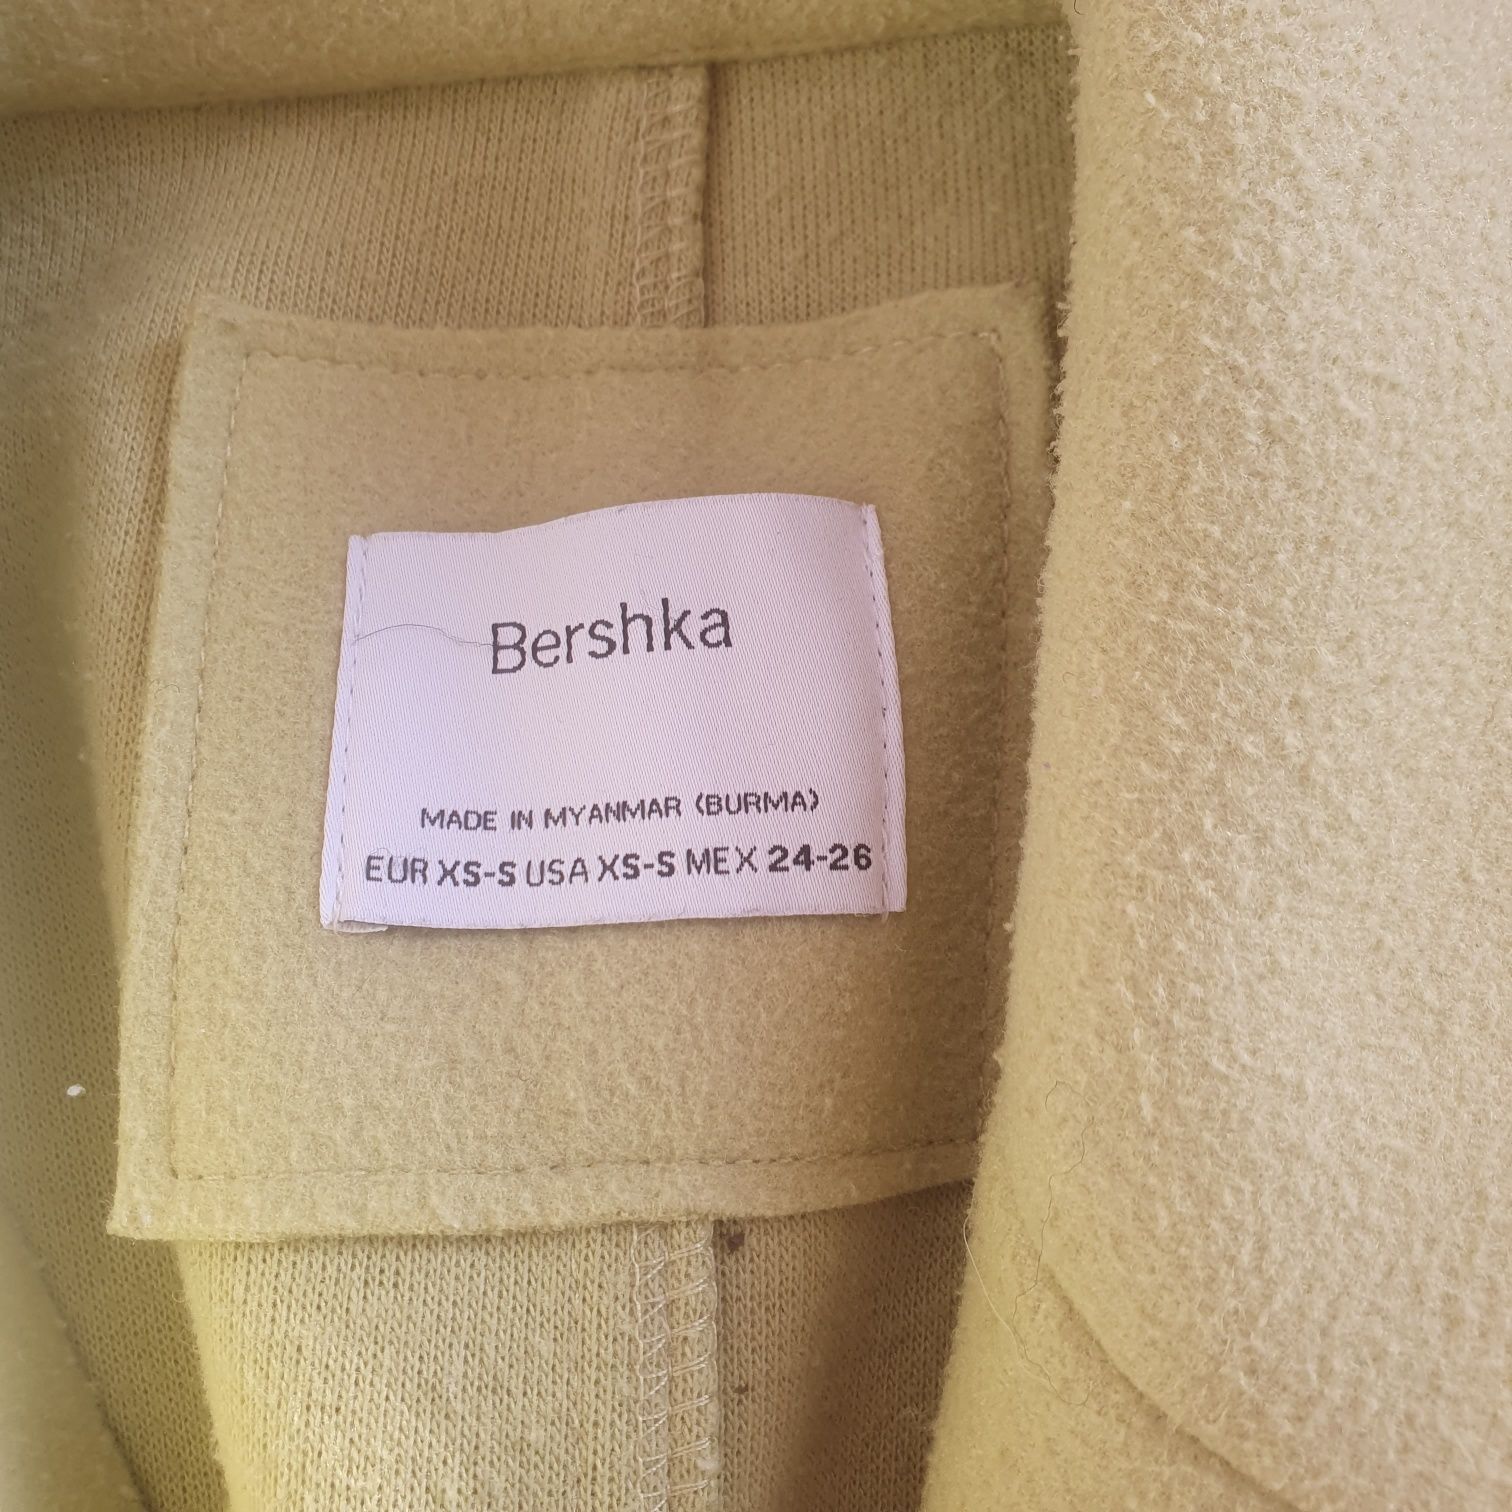 Bershka
MADE IN MYANMAR (BURMA)
EUR XS-S USA XS-S MEX 24-26